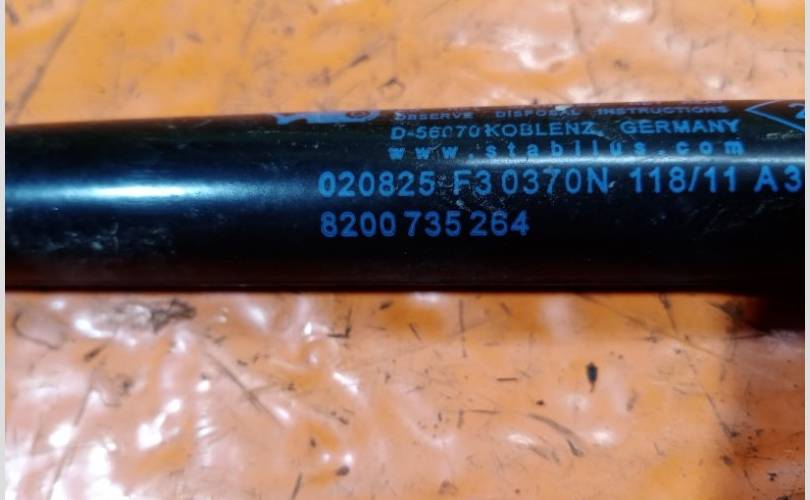 OBSERVE DISPOSAL INSTRUCTIONS
D-56070 KOBLENZ, GERMANY
www.stabilus.com
020825 F3 0370N 118/11 A3
8200 735 264